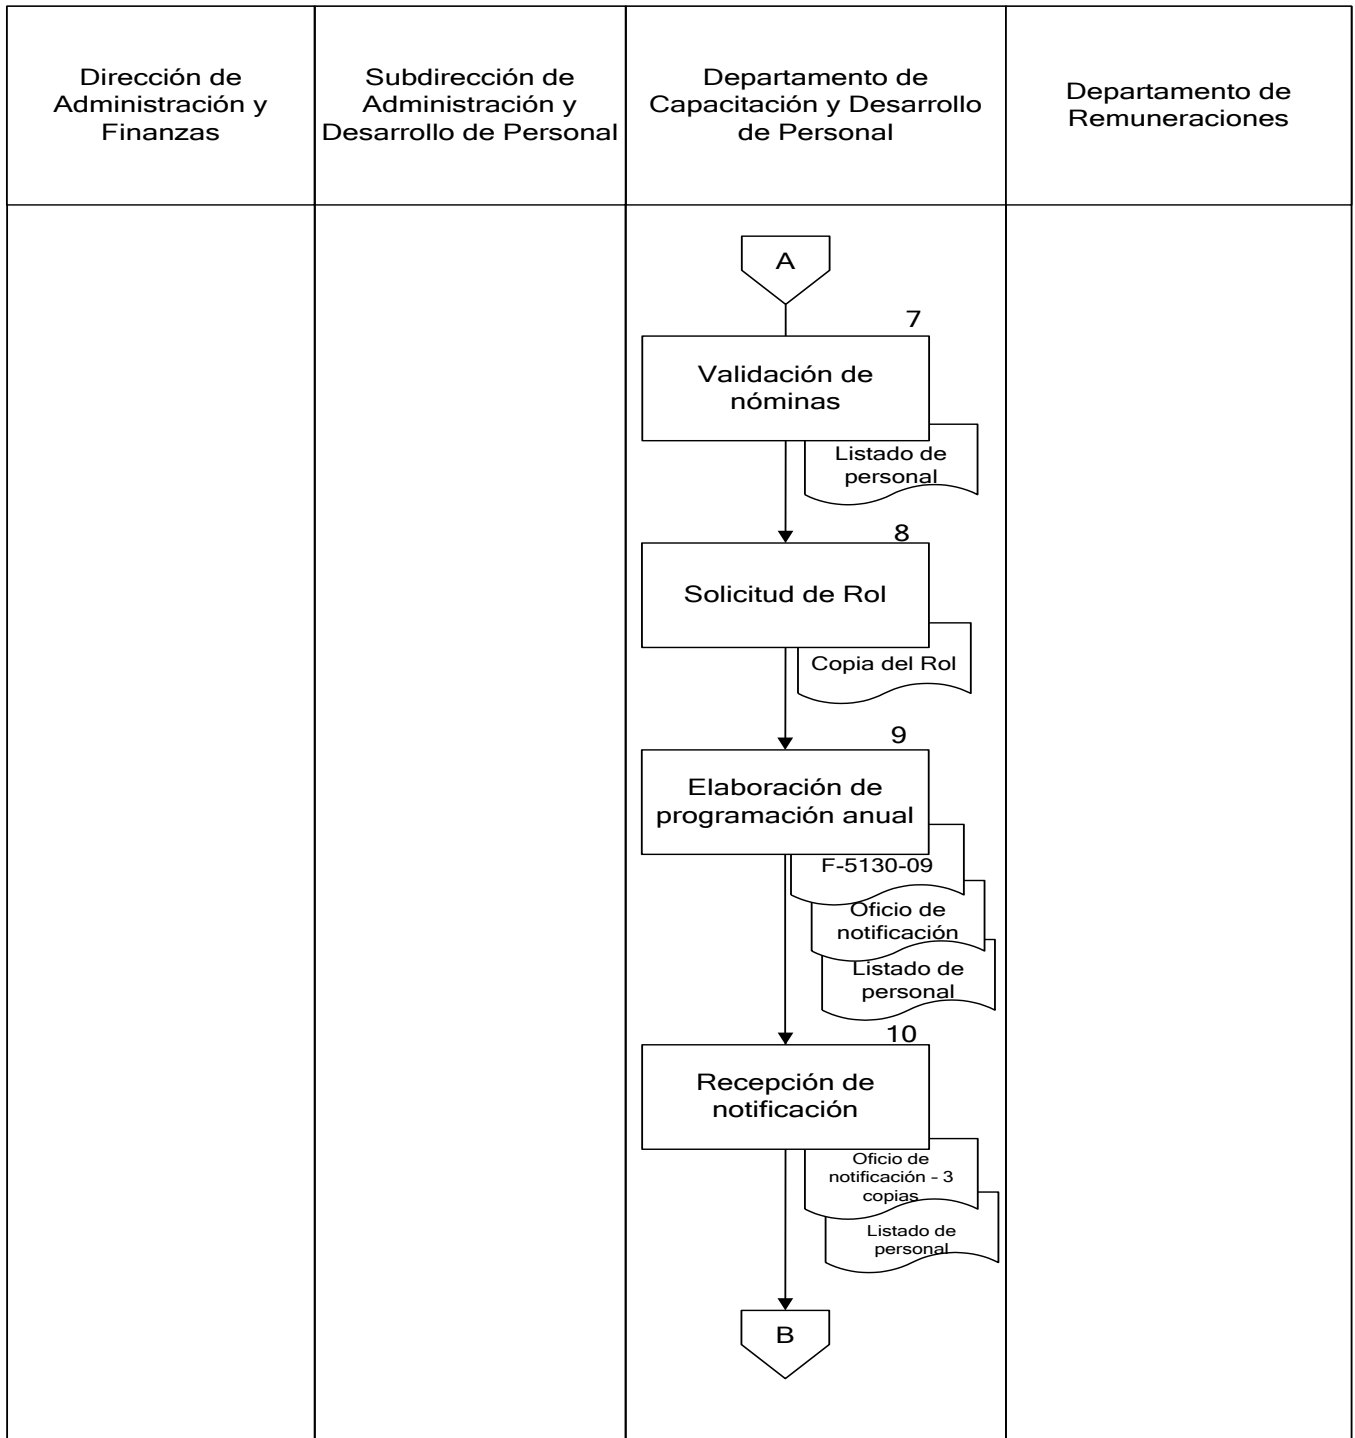 Dirección de
Administración y
Finanzas
Subdirección de
Administración y
Desarrollo de Personal
Departamento de
Capacitación y Desarrollo
de Personal
Departamento de
Remuneraciones
A
7
Validación de
nóminas
Listado de
personal
8
Solicitud de Rol
Copia del Rol
9
Elaboración de
programación anual
F-5130-09
Oficio de
notificación
Listado de
personal
10
Recepción de
notificación
Oficio de
notificación - 3
copias
Listado de
personal
B